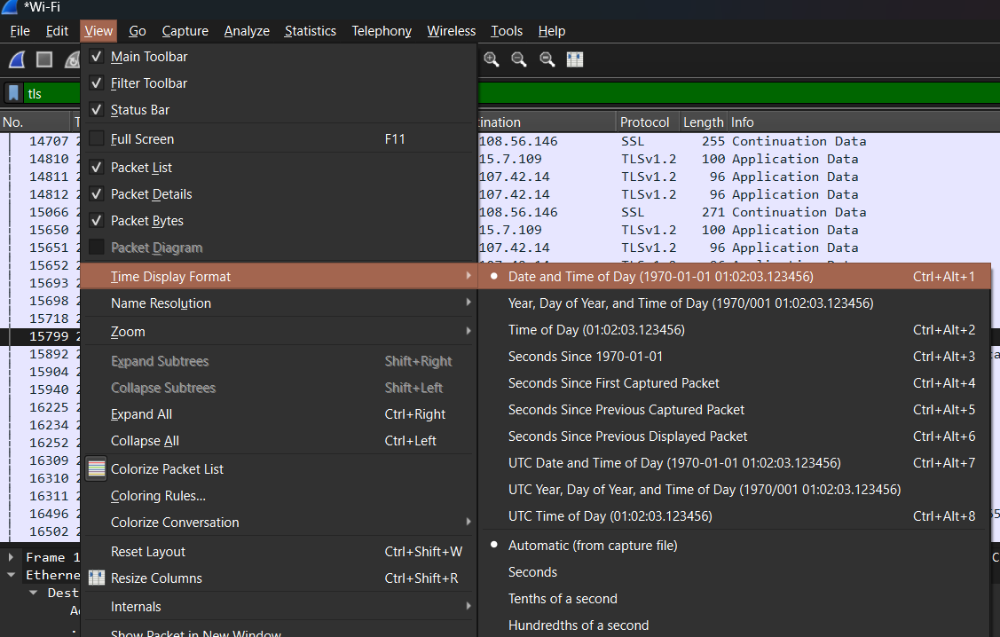 *Wi-Fi
File Edit View Go Capture Analyze Statistics Telephony Wireless Tools Help
Main Toolbar
Filter Toolbar
Status Bar
Full Screen F11
Packet List
Packet Details
Packet Bytes
Packet Diagram
Time Display Format
Name Resolution
Zoom
Expand Subtrees Shift+Right
Collapse Subtrees Shift+Left
Expand All Ctrl+Right
Collapse All Ctrl+Left
Colorize Packet List
Coloring Rules...
Colorize Conversation
Reset Layout Ctrl+Shift+W
Resize Columns Ctrl+Shift+R
Internals
Show Packet in New Window
Date and Time of Day (1970-01-01 01:02:03.123456) Ctrl+Alt+1
Year, Day of Year, and Time of Day (1970/001 01:02:03.123456)
Time of Day (01:02:03.123456) Ctrl+Alt+2
Seconds Since 1970-01-01 Ctrl+Alt+3
Seconds Since First Captured Packet Ctrl+Alt+4
Seconds Since Previous Captured Packet Ctrl+Alt+5
Seconds Since Previous Displayed Packet Ctrl+Alt+6
UTC Date and Time of Day (1970-01-01 01:02:03.123456) Ctrl+Alt+7
UTC Year, Day of Year, and Time of Day (1970/001 01:02:03.123456)
UTC Time of Day (01:02:03.123456) Ctrl+Alt+8
Automatic (from capture file)
Seconds
Tenths of a second
Hundredths of a second
tls
No. T ination Protocol Length Info
14707 2 108.56.146 SSL 255 Continuation Data
14810 2 15.7.109 TLSv1.2 100 Application Data
14811 2 107.42.14 TLSv1.2 96 Application Data
14812 2 107.42.14 TLSv1.2 96 Application Data
15066 2 108.56.146 SSL 271 Continuation Data
15650 2 15.7.109 TLSv1.2 100 Application Data
15651 2 107.42.14 TLSv1.2 96 Application Data
15652 2
15693 2
15698 2
15718 2
15799 2
15892 2
15904 2
15940 2
16225 2
16234 2
16252 2
16309 2
16310 2
16311 2
16496 2
16502 2
Frame 1
Etherne
Dest